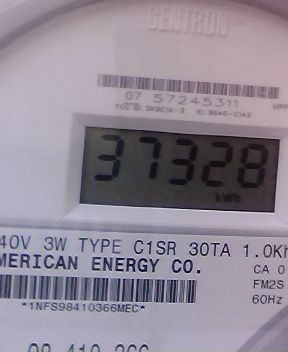 CENTRON
07 57245311
37328
kWh
40V 3W TYPE C1SR 30TA 1.0Kh
MERICAN ENERGY CO.
CA 0
FM2S
*1NFS98410366MEC*
60Hz